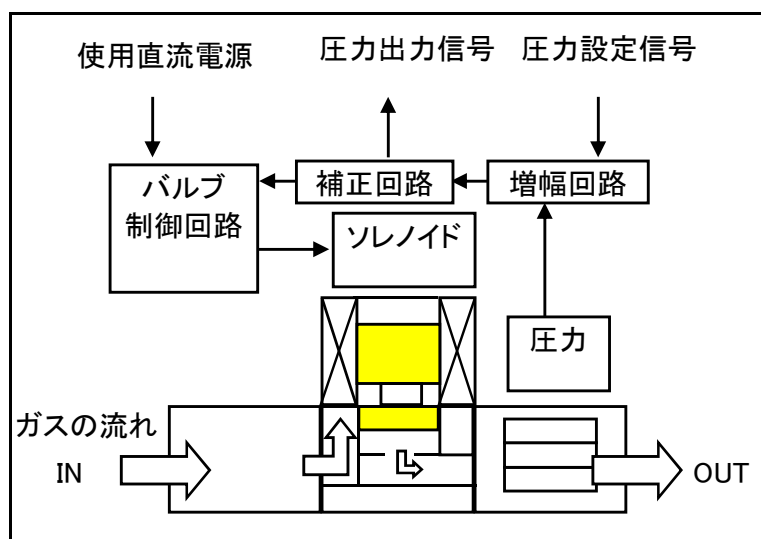 使用直流電源
圧力出力信号
圧力設定信号
バルブ
制御回路
補正回路
増幅回路
ソレノイド
圧力
ガスの流れ
IN
OUT